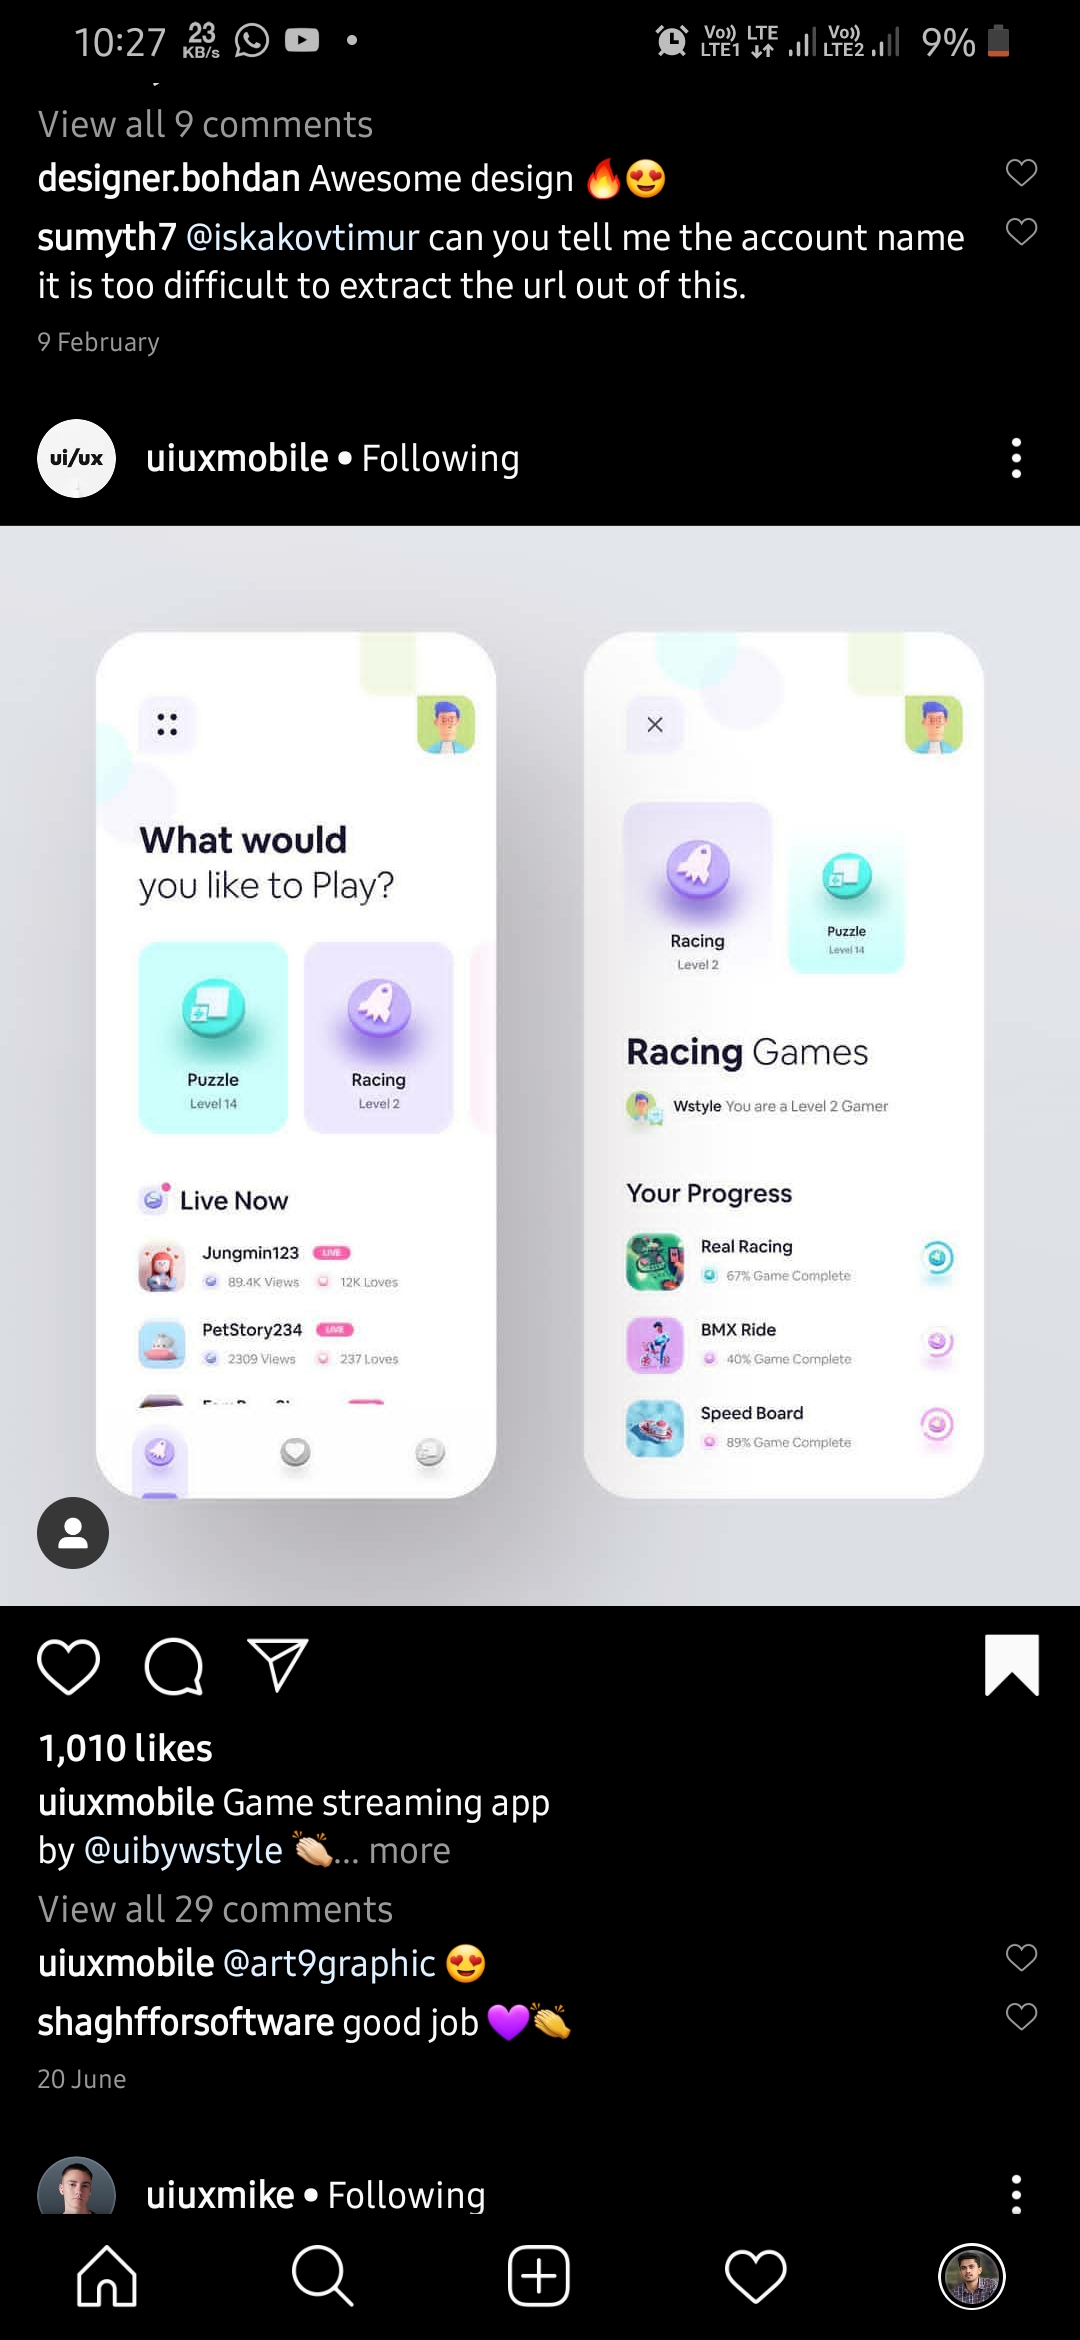 10:27 23 KB/s Vo)) LTE1 LTE Vo)) LTE2 9%
View all 9 comments
designer.bohdan Awesome design 🔥😍
sumyth7 @iskakovtimur can you tell me the account name
it is too difficult to extract the url out of this.
9 February
ui/ux
uiuxmobile • Following
What would
you like to Play?
Puzzle
Level 14
Racing
Level 2
Live Now
Jungmin123 LIVE
89.4K Views 12K Loves
PetStory234 LIVE
2309 Views 237 Loves
Racing
Level 2
Puzzle
Level 14
Racing Games
Wstyle You are a Level 2 Gamer
Your Progress
Real Racing
67% Game Complete
BMX Ride
40% Game Complete
Speed Board
89% Game Complete
1,010 likes
uiuxmobile Game streaming app
by @uibywstyle 👏🏻... more
View all 29 comments
uiuxmobile @art9graphic 😍
shaghfforsoftware good job 💜👏
20 June
uiuxmike • Following